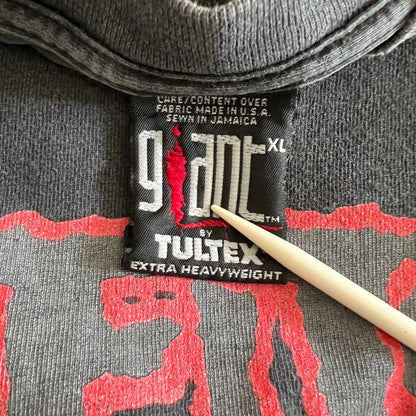 CARE/CONTENT OVER
FABRIC MADE IN U.S.A.
SEWN IN JAMAICA
giant XL
TM
BY
TULTEX
EXTRA HEAVYWEIGHT